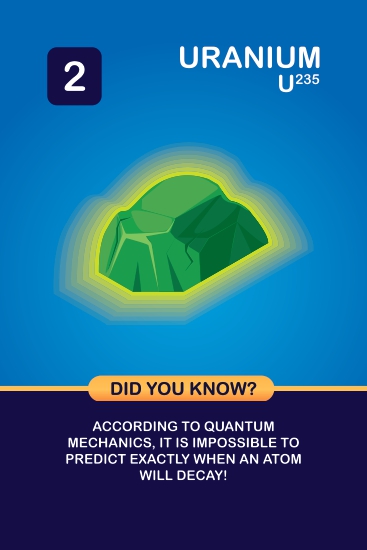 2
URANIUM
U²³⁵
DID YOU KNOW?
ACCORDING TO QUANTUM
MECHANICS, IT IS IMPOSSIBLE TO
PREDICT EXACTLY WHEN AN ATOM
WILL DECAY!